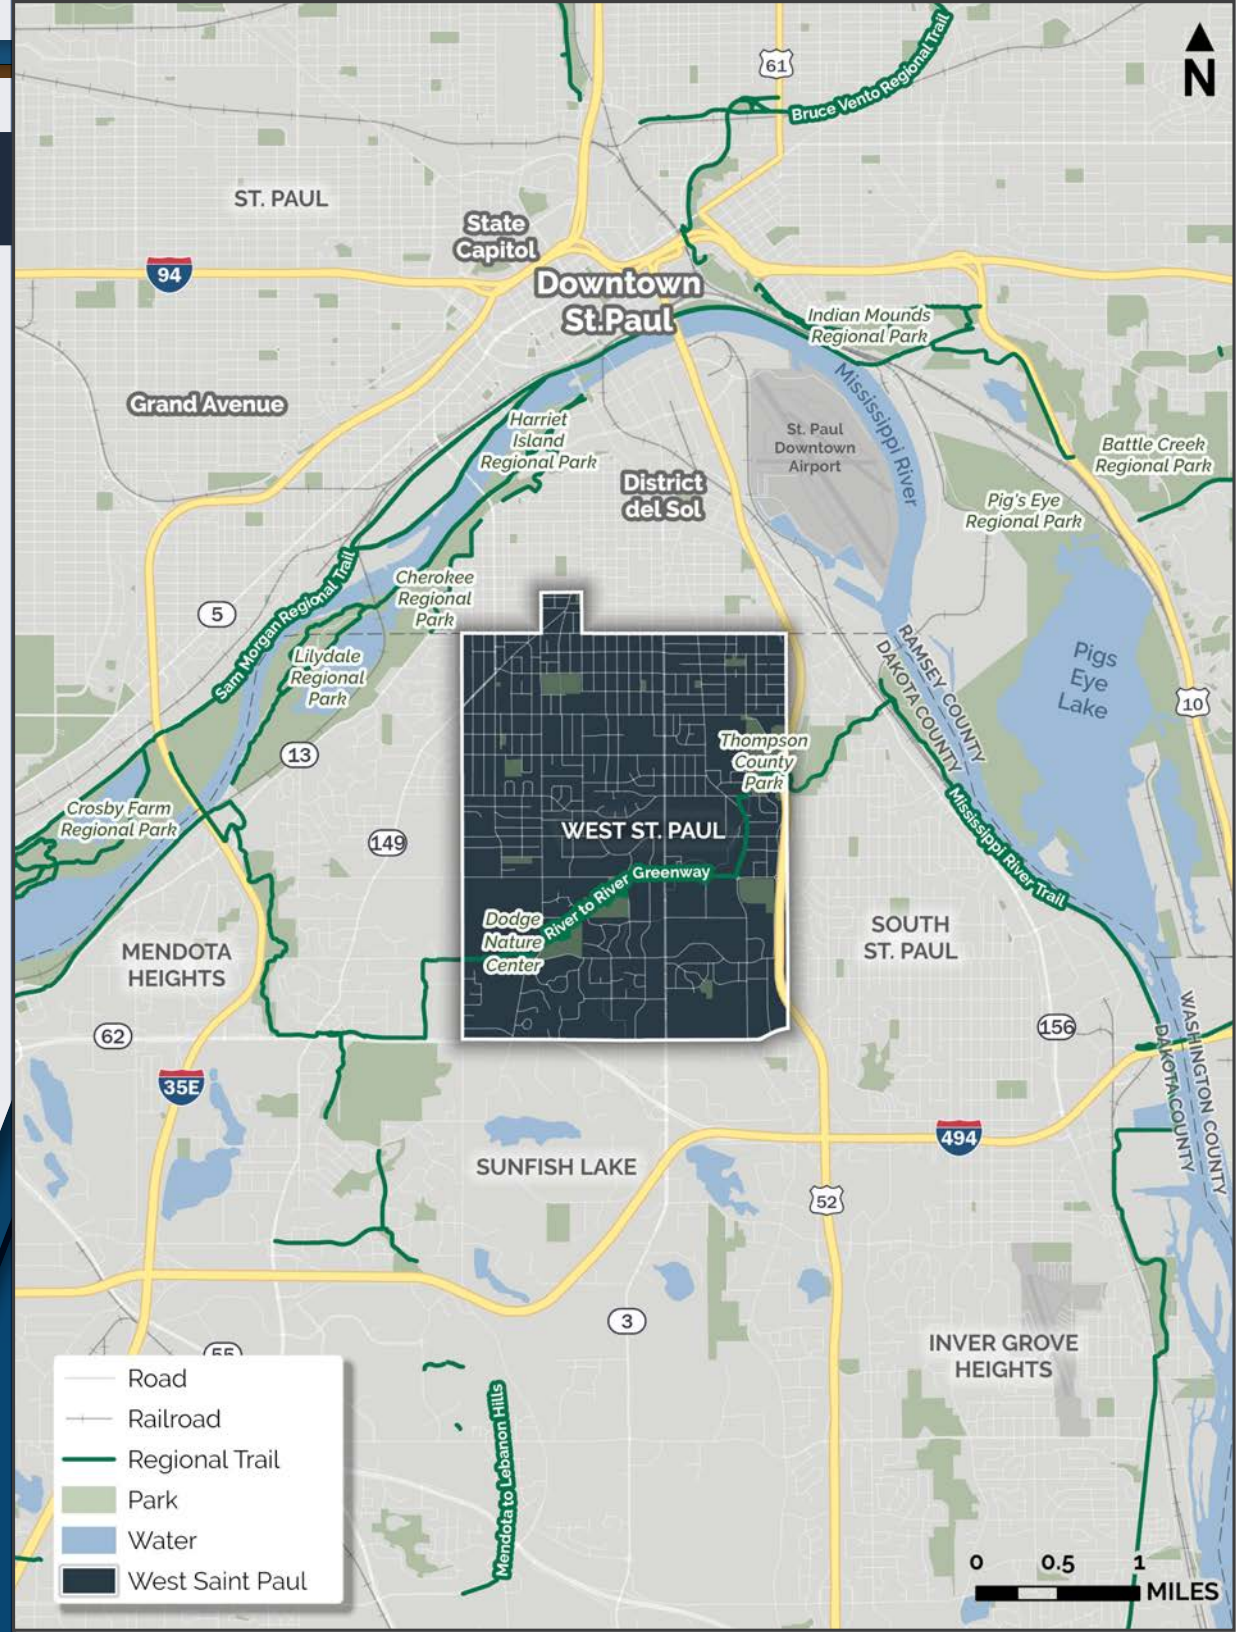 N
61
Bruce Vento Regional Trail
ST. PAUL
State
Capitol
94
Downtown
St.Paul
Indian Mounds
Regional Park
Grand Avenue
Mississippi River
Harriet
Island
Regional Park
St. Paul
Downtown
Airport
Battle Creek
Regional Park
District
del Sol
Pig's Eye
Regional Park
Sam Morgan Regional Trail
Cherokee
Regional
Park
5
Lilydale
Regional
Park
RAMSEY COUNTY
DAKOTA COUNTY
Pigs
Eye
Lake
10
13
Thompson
County
Park
Crosby Farm
Regional Park
149
WEST ST. PAUL
Mississippi River Trail
River to River Greenway
Dodge
Nature
Center
SOUTH
ST. PAUL
MENDOTA
HEIGHTS
62
156
WASHINGTON COUNTY
DAKOTA COUNTY
35E
494
SUNFISH LAKE
52
3
INVER GROVE
HEIGHTS
55
Mendota to Lebanon Hills
Road
Railroad
Regional Trail
Park
Water
West Saint Paul
0 0.5 1
MILES